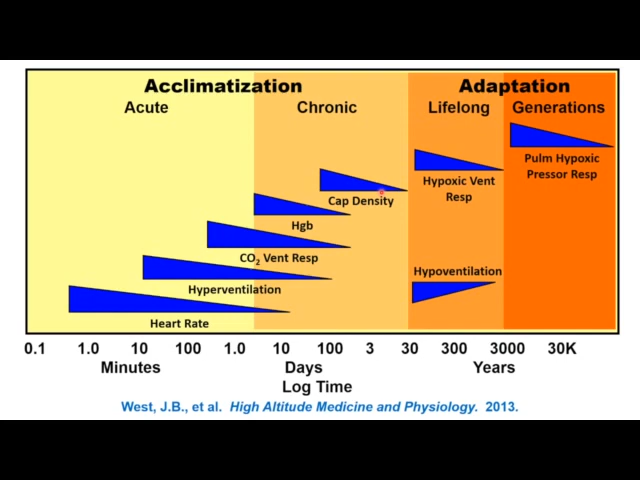 Acclimatization
Adaptation
Acute
Chronic
Lifelong
Generations
Pulm Hypoxic
Pressor Resp
Hypoxic Vent
Resp
Cap Density
Hgb
CO2 Vent Resp
Hypoventilation
Hyperventilation
Heart Rate
0.1 1.0 10 100 1.0 10 100 3 30 300 3000 30K
Minutes Days Years
Log Time
West, J.B., et al. High Altitude Medicine and Physiology. 2013.